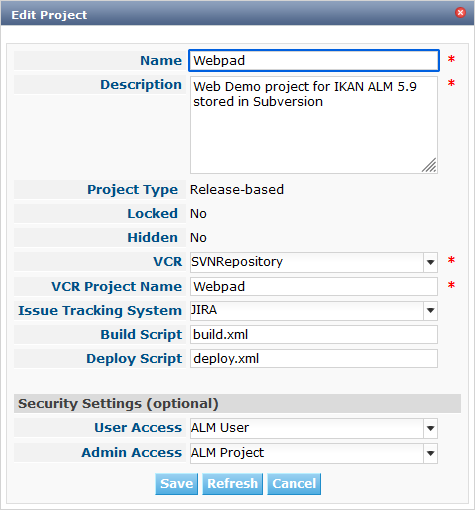 Edit Project
Name Webpad *
Description Web Demo project for IKAN ALM 5.9 *
stored in Subversion
Project Type Release-based
Locked No
Hidden No
VCR SVNRepository *
VCR Project Name Webpad *
Issue Tracking System JIRA
Build Script build.xml
Deploy Script deploy.xml
Security Settings (optional)
User Access ALM User
Admin Access ALM Project
Save Refresh Cancel